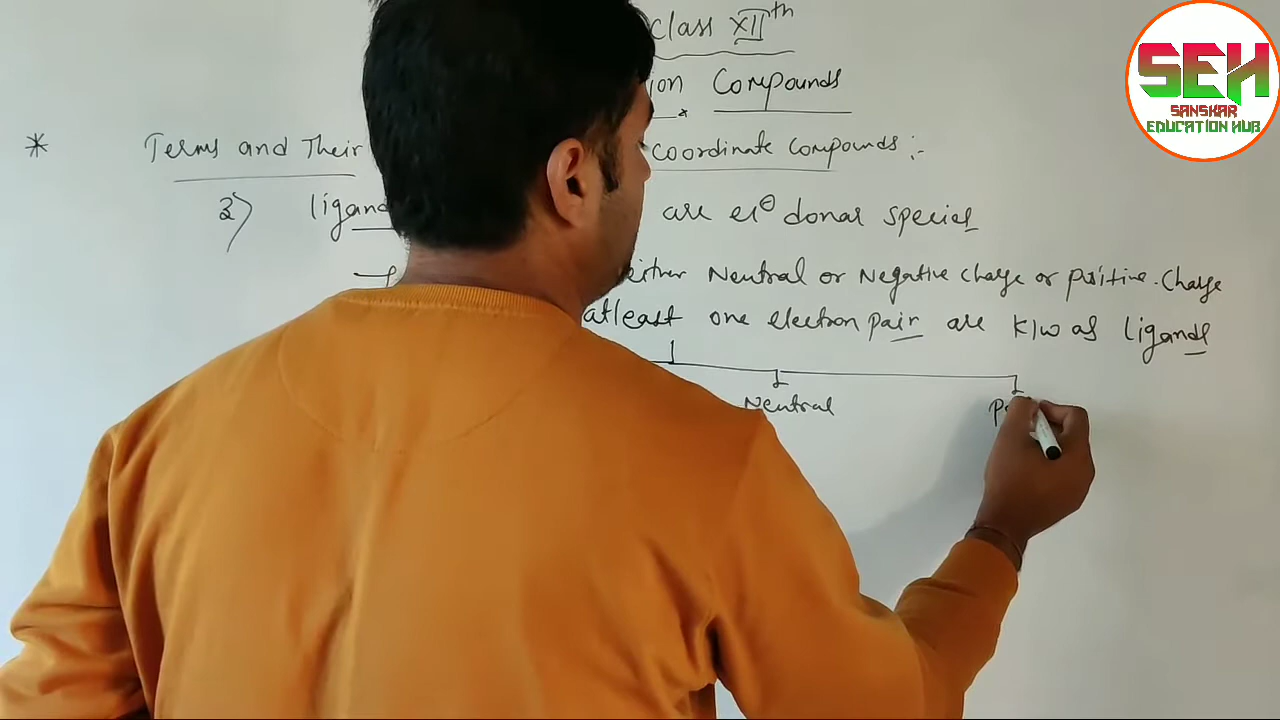 class XIIth
ion Compounds
* Terms and Their coordinate compounds :-
2) ligand are e⊖ donar species
either Neutral or Negative charge or positive charge
atleast one electron pair are K/w as ligands
Neutral
SEH
SANSKAR
EDUCATION HUB